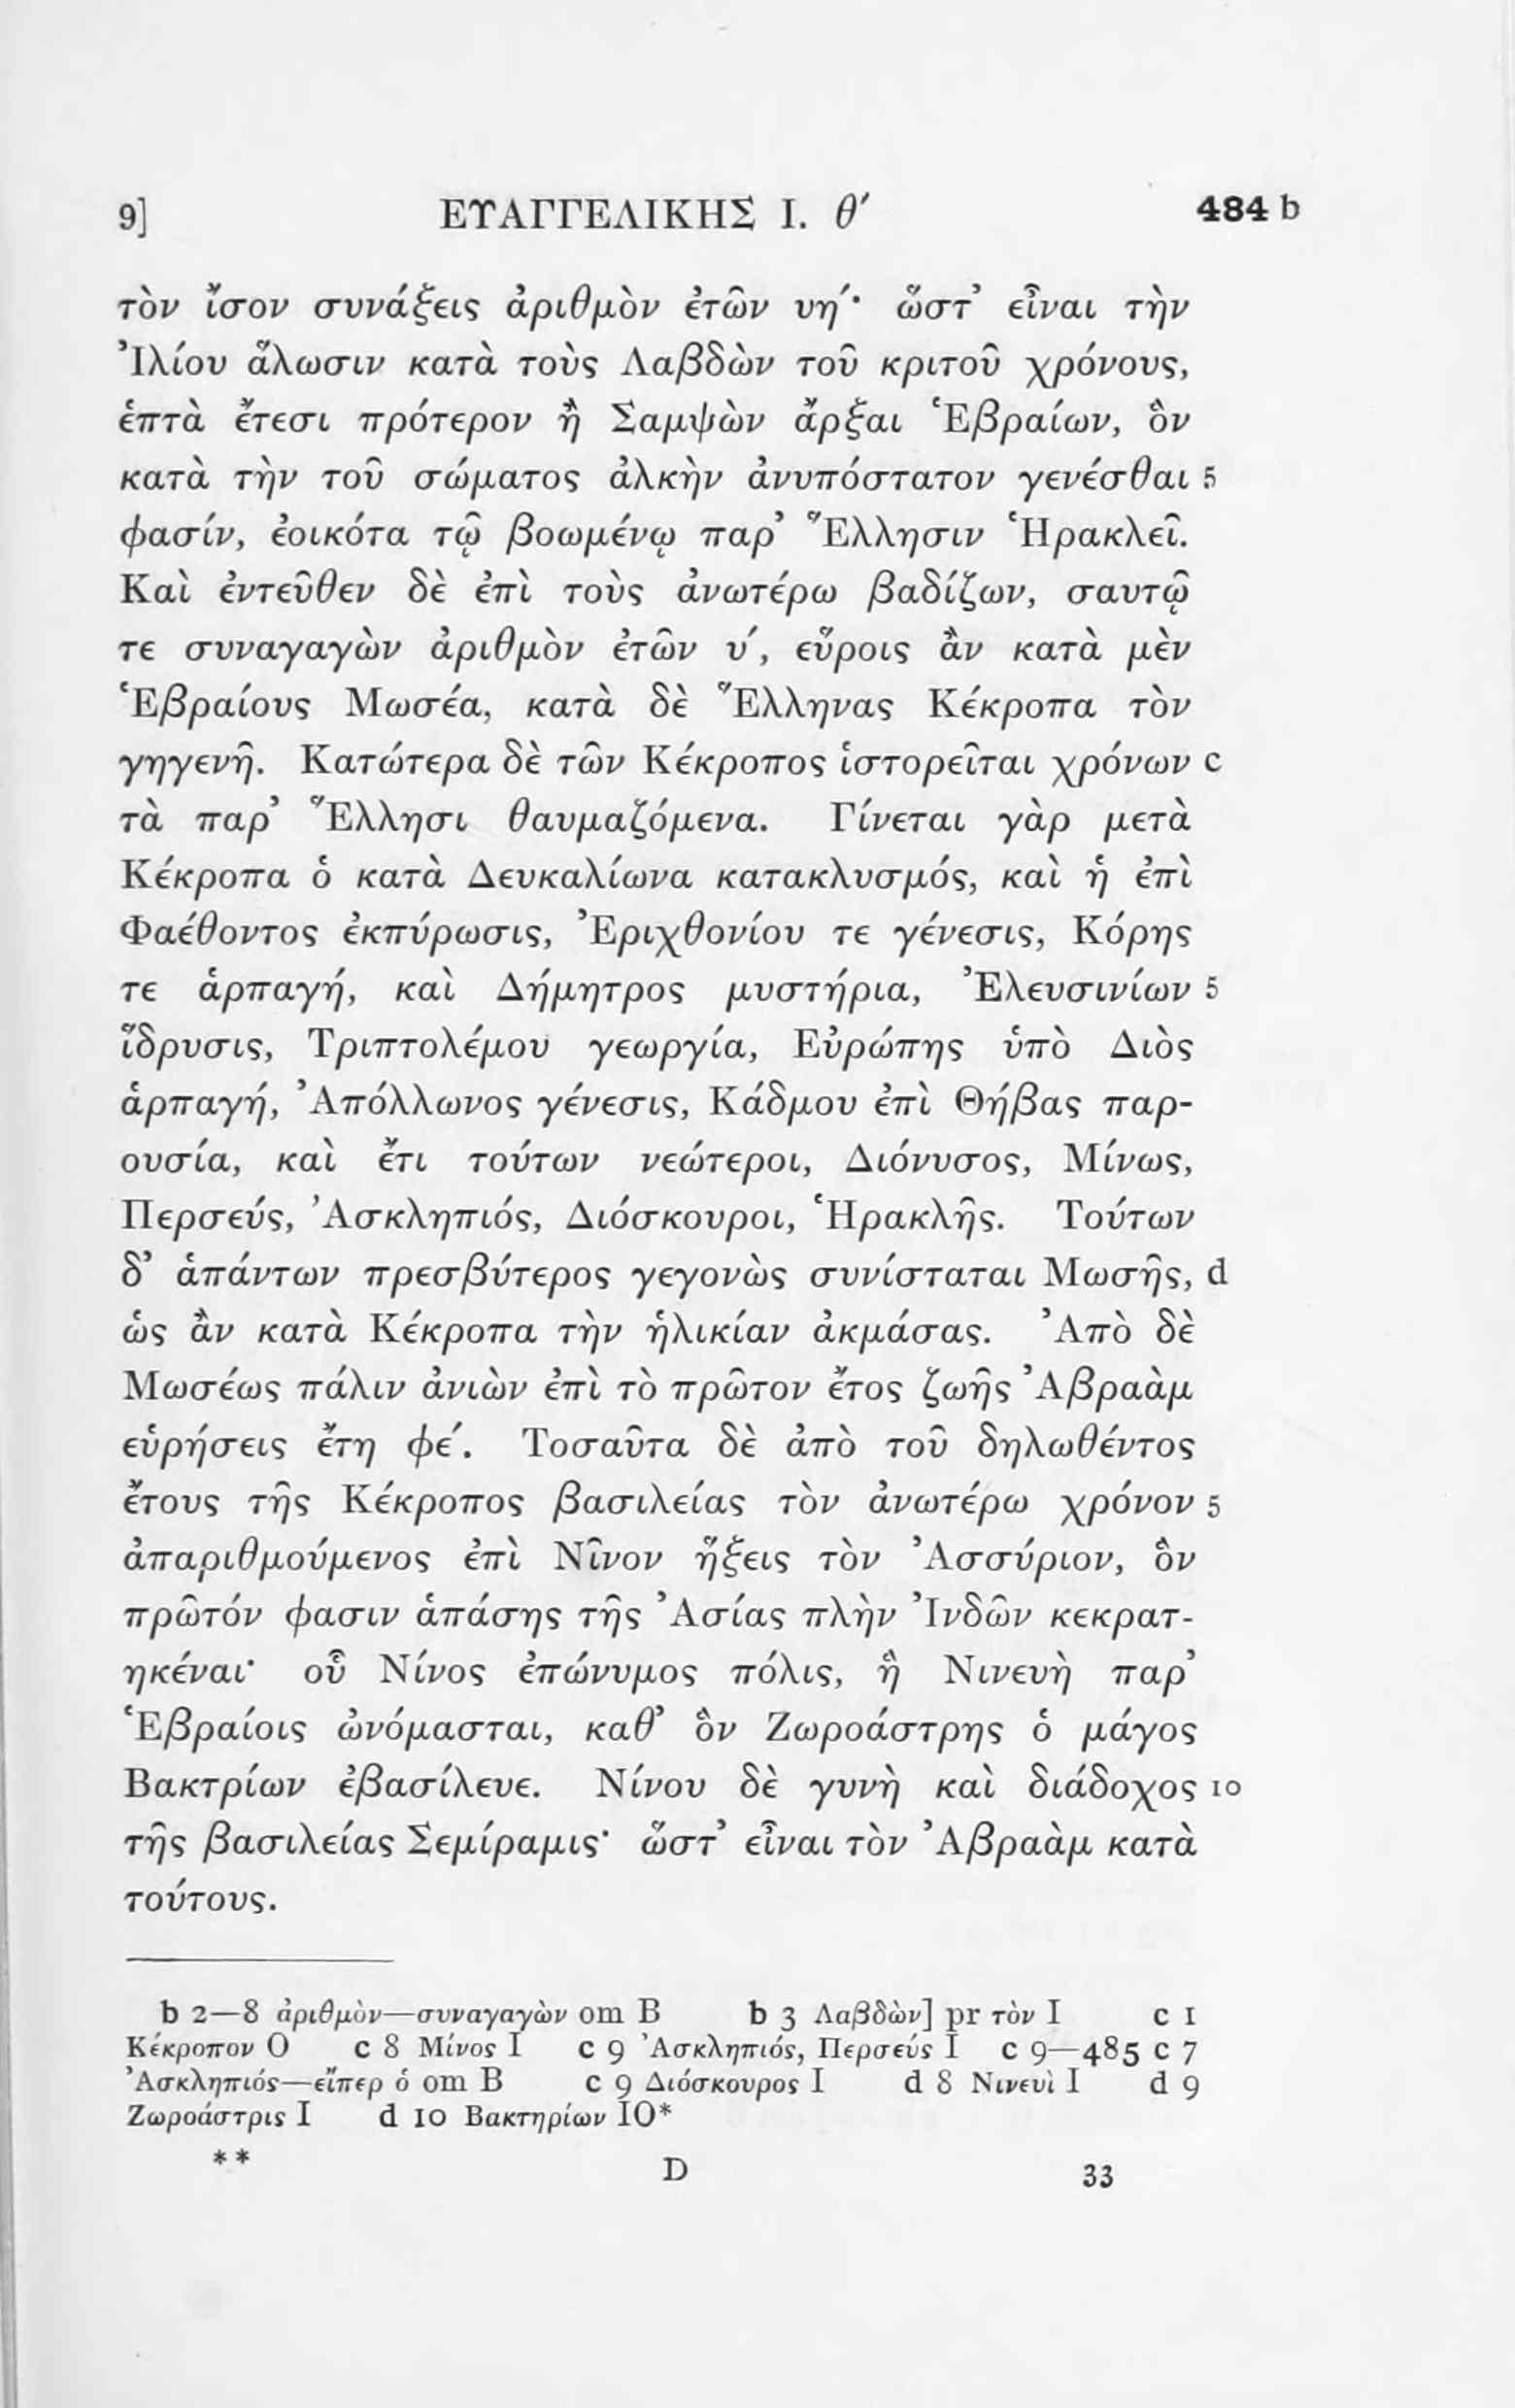 9] ΕΥΑΓΓΕΛΙΚΗΣ Ι. θʹ 484 b
τὸν ἴσον συνάξεις ἀριθμὸν ἐτῶν υηʹ· ὥστ’ εἶναι τὴν
Ἰλίου ἅλωσιν κατὰ τοὺς Λαβδὼν τοῦ κριτοῦ χρόνους,
ἑπτὰ ἔτεσι πρότερον ἢ Σαμψὼν ἄρξαι Ἑβραίων, ὃν
κατὰ τὴν τοῦ σώματος ἀλκὴν ἀνυπόστατον γενέσθαι 5
φασίν, ἐοικότα τῷ βοωμένῳ παρ’ Ἕλλησιν Ἡρακλεῖ.
Καὶ ἐντεῦθεν δὲ ἐπὶ τοὺς ἀνωτέρω βαδίζων, σαυτῷ
τε συναγαγὼν ἀριθμὸν ἐτῶν υʹ, εὕροις ἂν κατὰ μὲν
Ἑβραίους Μωσέα, κατὰ δὲ Ἕλληνας Κέκροπα τὸν
γηγενῆ. Κατώτερα δὲ τῶν Κέκροπος ἱστορεῖται χρόνων c
τὰ παρ’ Ἕλλησι θαυμαζόμενα. Γίνεται γὰρ μετὰ
Κέκροπα ὁ κατὰ Δευκαλίωνα κατακλυσμός, καὶ ἡ ἐπὶ
Φαέθοντος ἐκπύρωσις, Ἐριχθονίου τε γένεσις, Κόρης
τε ἁρπαγή, καὶ Δήμητρος μυστήρια, Ἐλευσινίων 5
ἵδρυσις, Τριπτολέμου γεωργία, Εὐρώπης ὑπὸ Διὸς
ἁρπαγή, Ἀπόλλωνος γένεσις, Κάδμου ἐπὶ Θήβας παρ-
ουσία, καὶ ἔτι τούτων νεώτεροι, Διόνυσος, Μίνως,
Περσεύς, Ἀσκληπιός, Διόσκουροι, Ἡρακλῆς. Τούτων
δ’ ἁπάντων πρεσβύτερος γεγονὼς συνίσταται Μωσῆς, d
ὡς ἂν κατὰ Κέκροπα τὴν ἡλικίαν ἀκμάσας. Ἀπὸ δὲ
Μωσέως πάλιν ἀνιὼν ἐπὶ τὸ πρῶτον ἔτος ζωῆς Ἀβραὰμ
εὑρήσεις ἔτη φεʹ. Τοσαῦτα δὲ ἀπὸ τοῦ δηλωθέντος
ἔτους τῆς Κέκροπος βασιλείας τὸν ἀνωτέρω χρόνον 5
ἀπαριθμούμενος ἐπὶ Νῖνον ἥξεις τὸν Ἀσσύριον, ὃν
πρῶτόν φασιν ἁπάσης τῆς Ἀσίας πλὴν Ἰνδῶν κεκρατ-
ηκέναι· οὗ Νίνος ἐπώνυμος πόλις, ἣ Νινευὴ παρ’
Ἑβραίοις ὠνόμασται, καθ’ ὃν Ζωροάστρης ὁ μάγος
Βακτρίων ἐβασίλευε. Νίνου δὲ γυνὴ καὶ διάδοχος 10
τῆς βασιλείας Σεμίραμις· ὥστ’ εἶναι τὸν Ἀβραὰμ κατὰ
τούτους.
b 2—8 ἀριθμὸν—συναγαγὼν om B b 3 Λαβδὼν] pr τὸν I c 1
Κέκροπον O c 8 Μίνος I c 9 Ἀσκληπιός, Περσεύς I c 9—485 c 7
Ἀσκληπιός—εἴπερ ὁ om B c 9 Διόσκουρος I d 8 Νινευὶ I d 9
Ζωροάστρις I d 10 Βακτηρίων IO*
** D 33